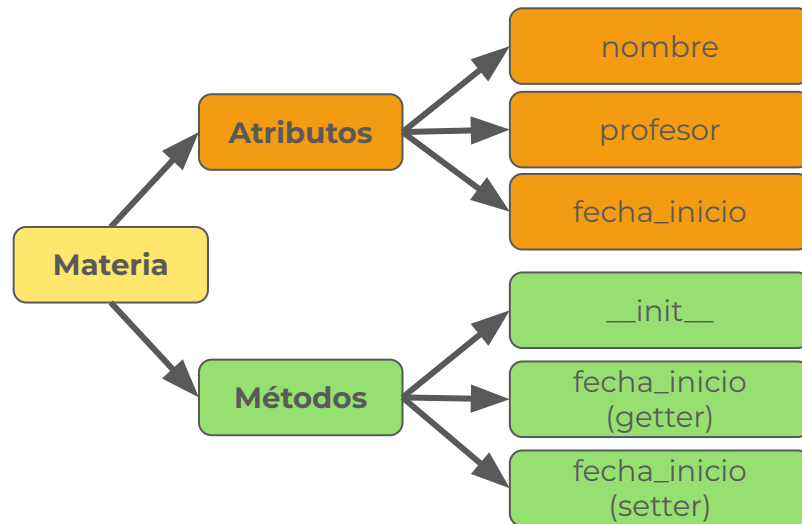 Materia
Atributos
nombre
profesor
fecha_inicio
Métodos
__init__
fecha_inicio
(getter)
fecha_inicio
(setter)